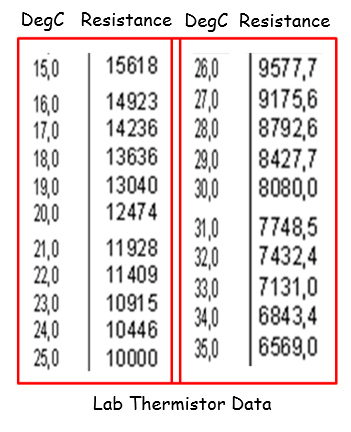 DegC Resistance DegC Resistance
15,0 15618 26,0 9577,7
16,0 14923 27,0 9175,6
17,0 14236 28,0 8792,6
18,0 13636 29,0 8427,7
19,0 13040 30,0 8080,0
20,0 12474 31,0 7748,5
21,0 11928 32,0 7432,4
22,0 11409 33,0 7131,0
23,0 10915 34,0 6843,4
24,0 10446 35,0 6569,0
25,0 10000
Lab Thermistor Data